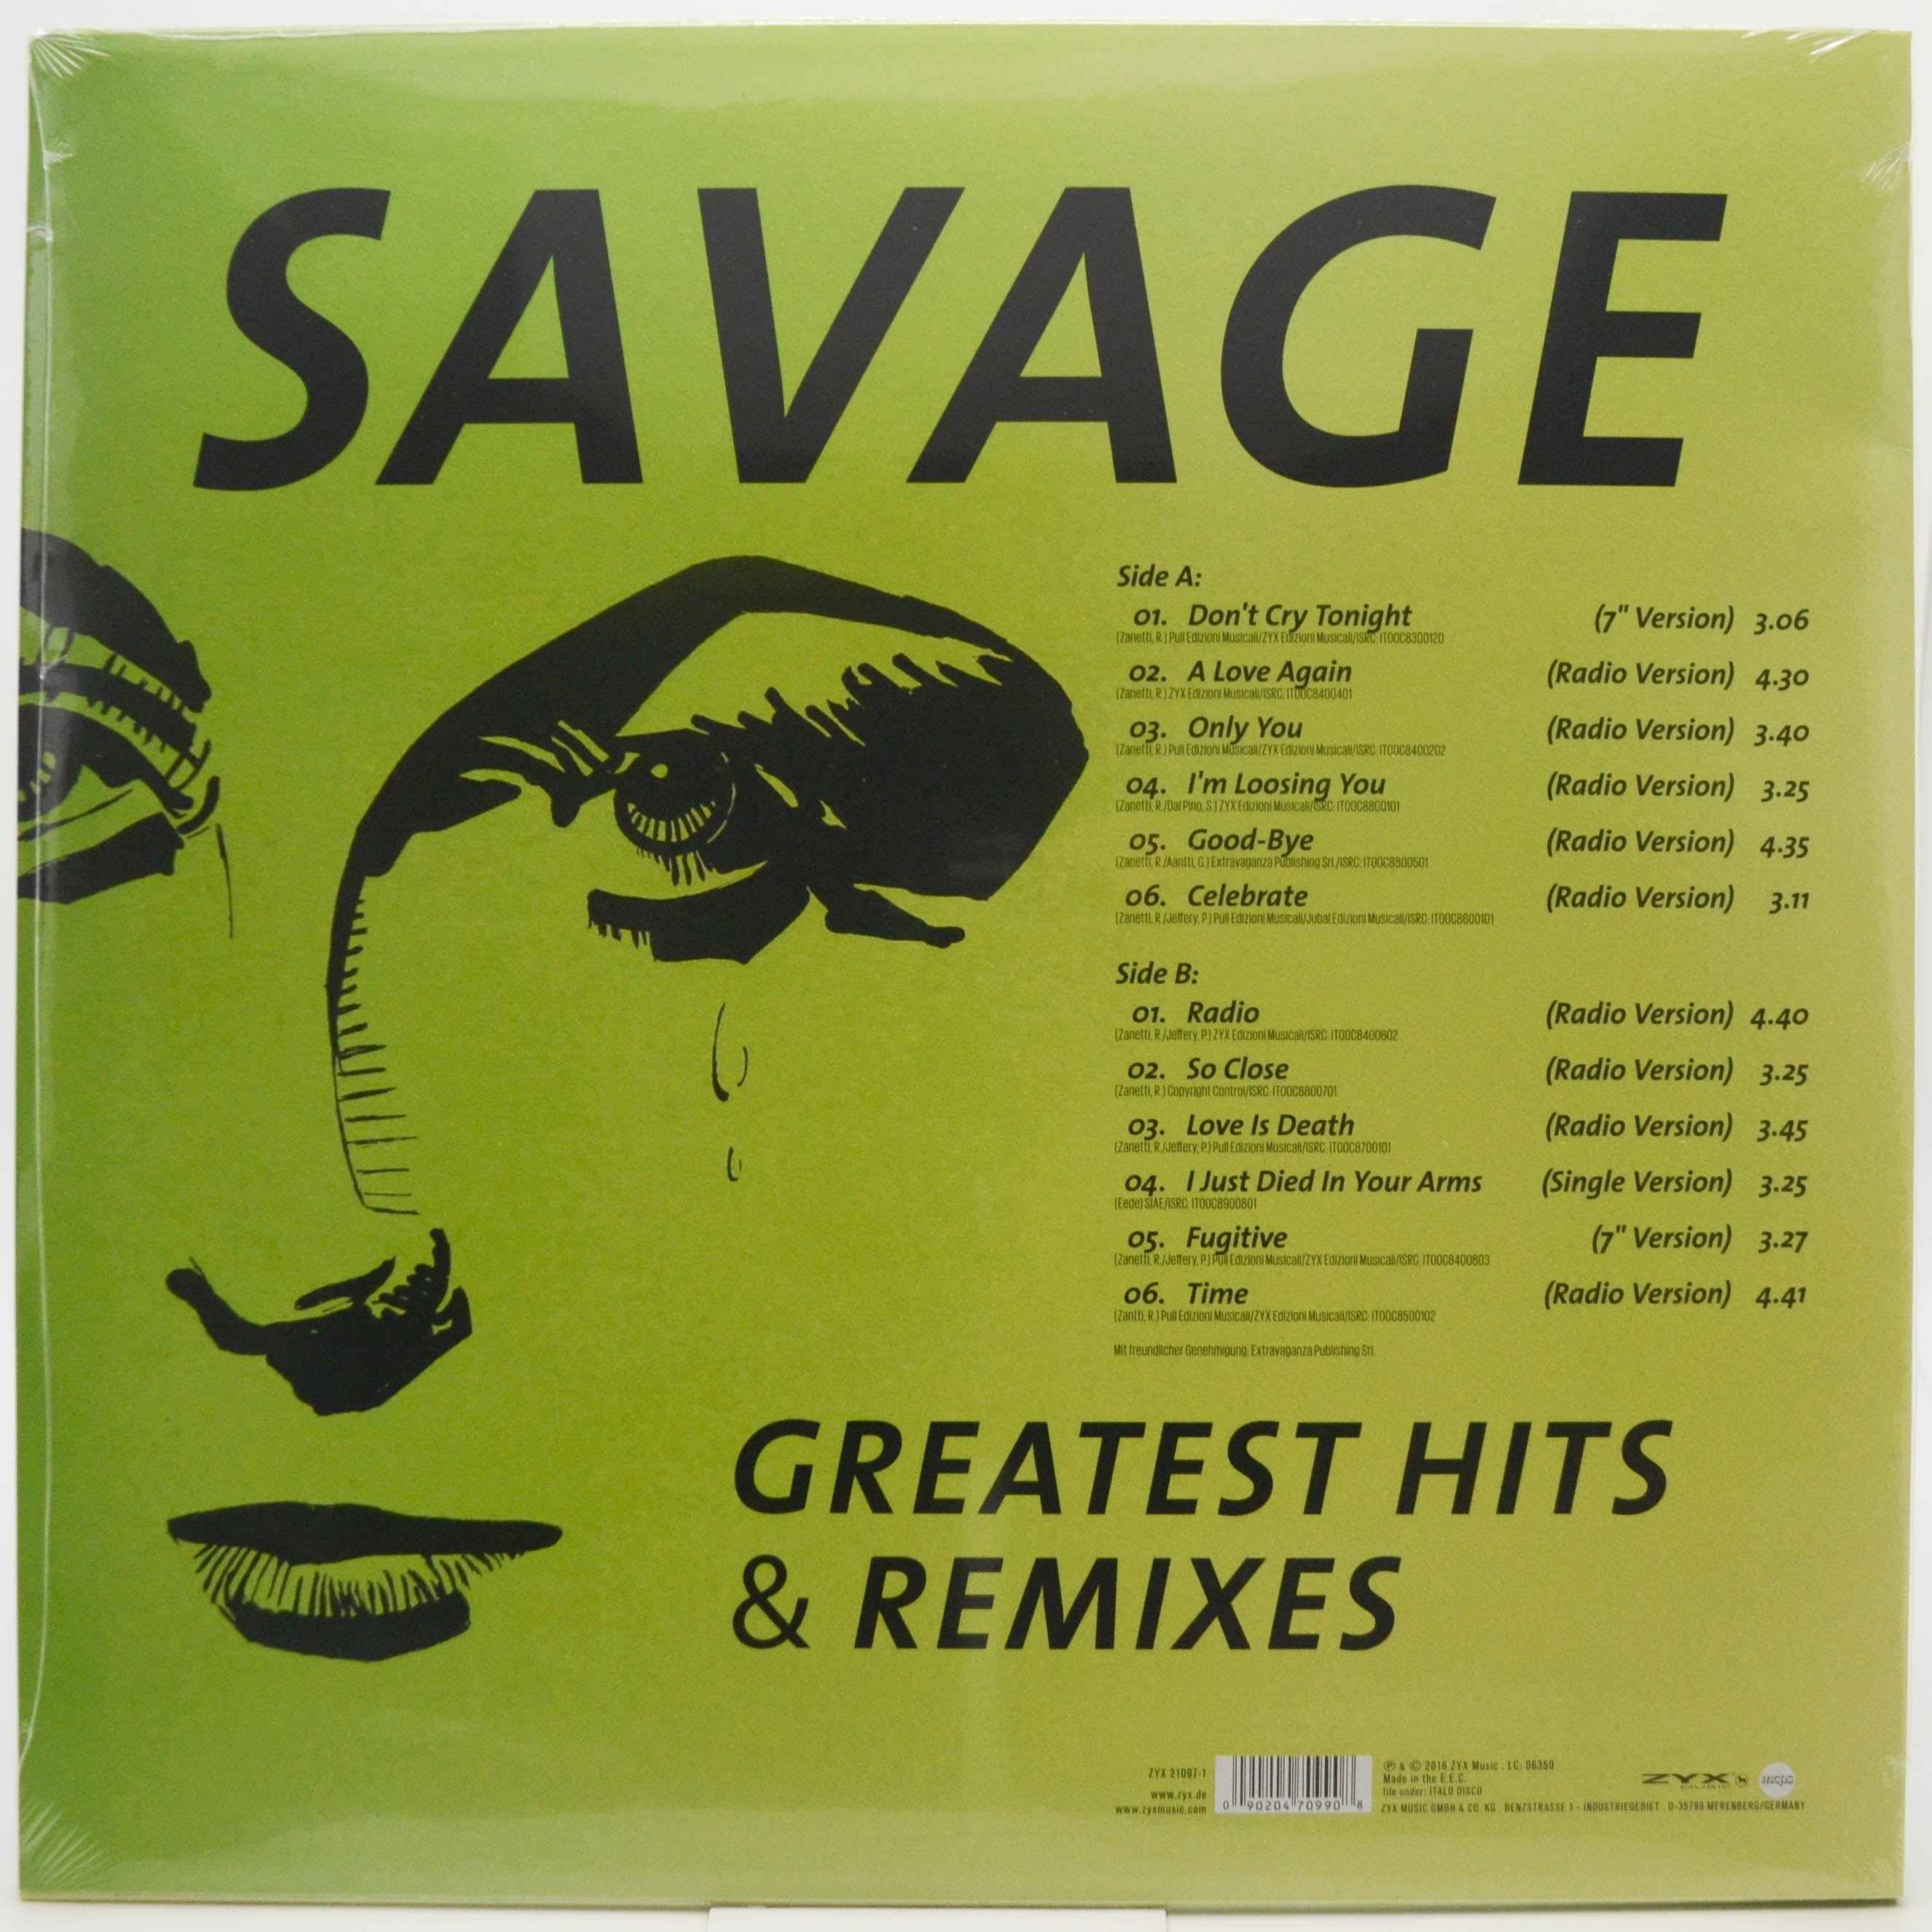 SAVAGE
Side A:
01. Don't Cry Tonight (7" Version) 3.06
(Zanetti, R.) Pull Edizioni Musicali/ZYX Edizioni Musicali/ISRC: IT00C8300120
02. A Love Again (Radio Version) 4.30
(Zanetti, R.) ZYX Edizioni Musicali/ISRC: IT00C8400401
03. Only You (Radio Version) 3.40
(Zanetti, R.) Pull Edizioni Musicali/ZYX Edizioni Musicali/ISRC: IT00C8400202
04. I'm Loosing You (Radio Version) 3.25
(Zanetti, R./Dal Pino, S.) ZYX Edizioni Musicali/ISRC: IT00C8800101
05. Good-Bye (Radio Version) 4.35
(Zanetti, R./Aantti, G.) Extravaganza Publishing Srl./ISRC: IT00C8800501
06. Celebrate (Radio Version) 3.11
(Zanetti, R./Jeffery, P.) Pull Edizioni Musicali/Jubal Edizioni Musicali/ISRC: IT00C8600101
Side B:
01. Radio (Radio Version) 4.40
(Zanetti, R./Jeffery, P.) ZYX Edizioni Musicali/ISRC: IT00C8400602
02. So Close (Radio Version) 3.25
(Zanetti, R.) Copyright Control/ISRC: IT00C8800701
03. Love Is Death (Radio Version) 3.45
(Zanetti, R./Jeffery, P.) Pull Edizioni Musicali/ISRC: IT00C8700101
04. I Just Died In Your Arms (Single Version) 3.25
(Eede) SIAE/ISRC: IT00C8900801
05. Fugitive (7" Version) 3.27
(Zanetti, R./Jeffery, P.) Pull Edizioni Musicali/ZYX Edizioni Musicali/ISRC: IT00C8400803
06. Time (Radio Version) 4.41
(Zantti, R.) Pull Edizioni Musicali/ZYX Edizioni Musicali/ISRC: IT00C8500102
Mit freundlicher Genehmigung: Extravaganza Publishing Srl.
GREATEST HITS
& REMIXES
ZYX 21097-1
www.zyx.de
www.zyxmusic.com
0 90204 70990 8
℗ & © 2016 ZYX Music . LC: 06350
Made in the E.E.C.
file under: ITALO DISCO
ZYX MUSIC GMBH & CO. KG . BENZSTRASSE 1 - INDUSTRIEGEBIET . D-35799 MERENBERG/GERMANY
ZYX MUSIC
mcps